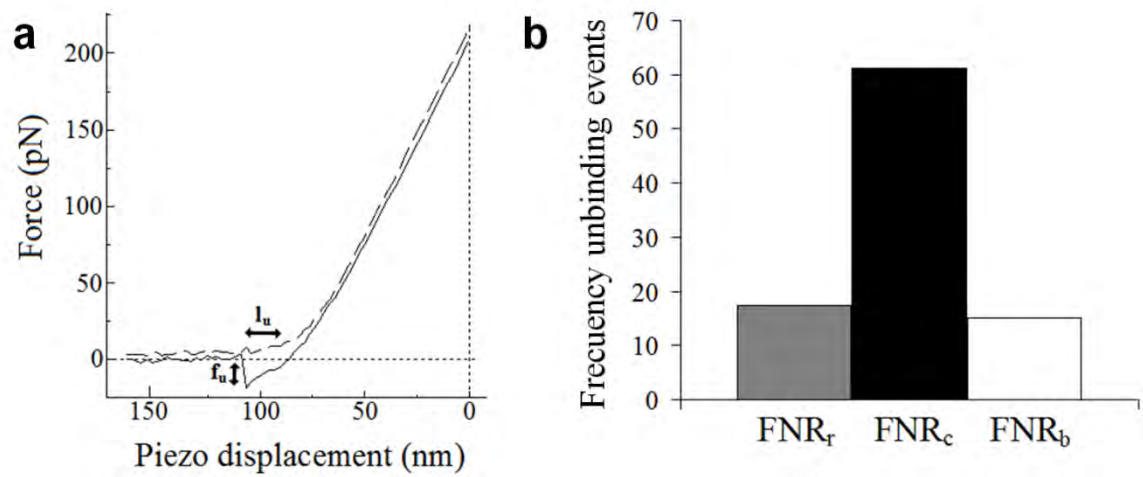 a
Force (pN)
200
150
100
50
0
l_u
f_u
150
100
50
0
Piezo displacement (nm)
b
Frecuency unbinding events
70
60
50
40
30
20
10
0
FNR_r
FNR_c
FNR_b